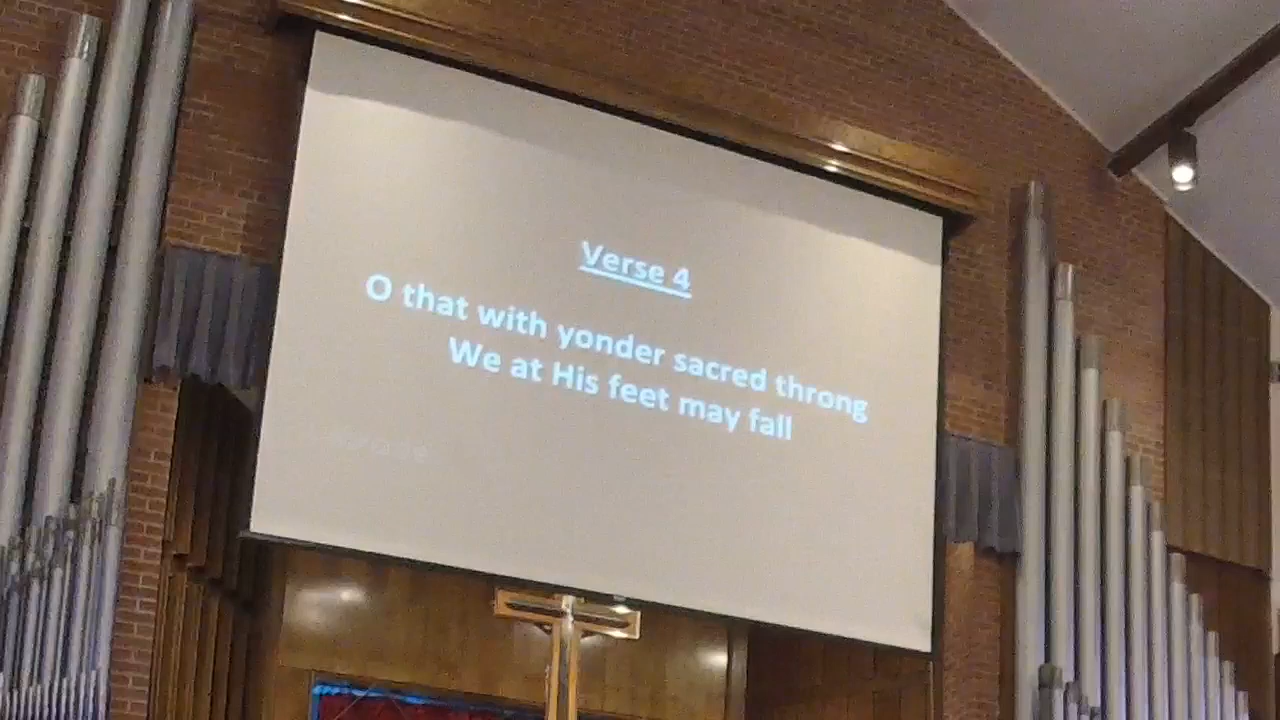 Verse 4
O that with yonder sacred throng
We at His feet may fall